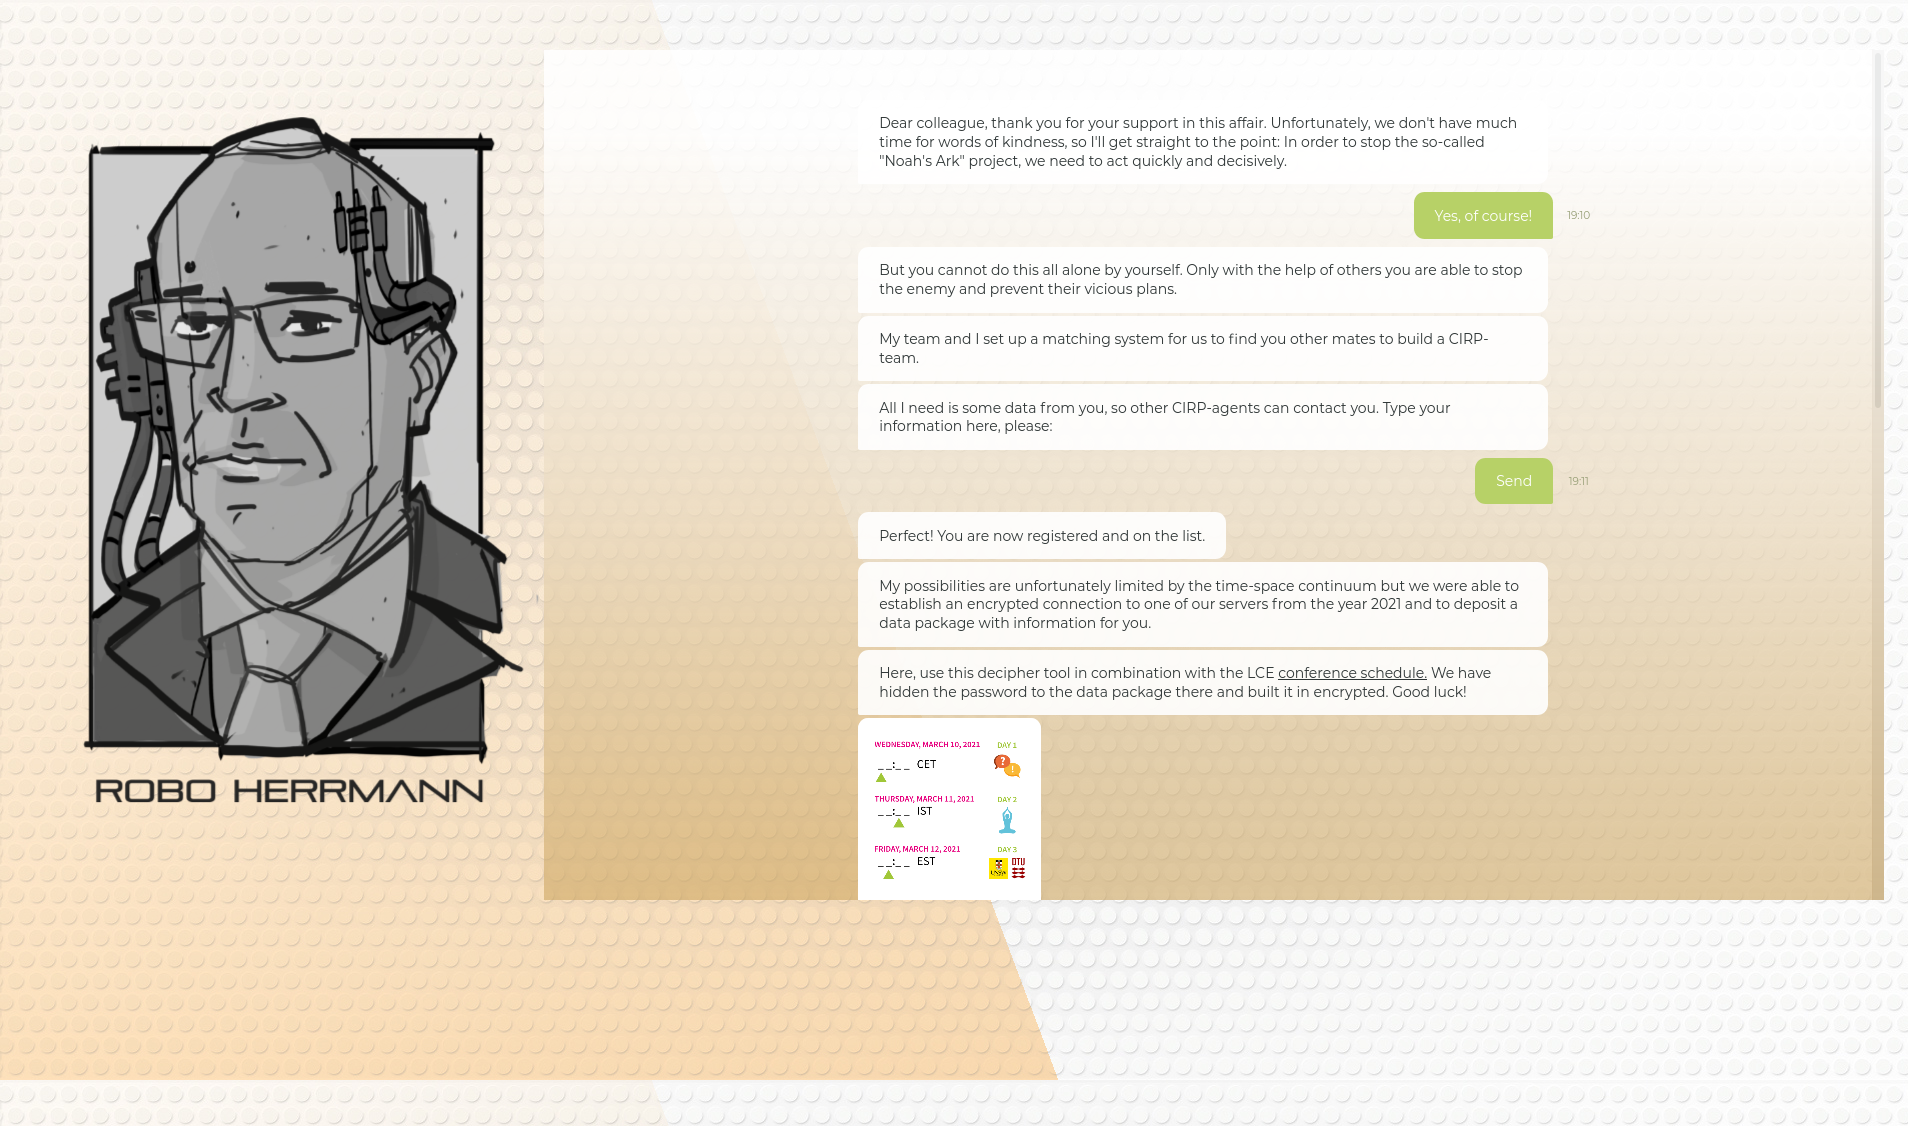 Dear colleague, thank you for your support in this affair. Unfortunately, we don't have much
time for words of kindness, so I'll get straight to the point: In order to stop the so-called
"Noah's Ark" project, we need to act quickly and decisively.
Yes, of course!
19:10
But you cannot do this all alone by yourself. Only with the help of others you are able to stop
the enemy and prevent their vicious plans.
My team and I set up a matching system for us to find you other mates to build a CIRP-
team.
All I need is some data from you, so other CIRP-agents can contact you. Type your
information here, please:
Send
19:11
Perfect! You are now registered and on the list.
My possibilities are unfortunately limited by the time-space continuum but we were able to
establish an encrypted connection to one of our servers from the year 2021 and to deposit a
data package with information for you.
Here, use this decipher tool in combination with the LCE conference schedule. We have
hidden the password to the data package there and built it in encrypted. Good luck!
WEDNESDAY, MARCH 10, 2021 DAY 1
__:__ CET
? !
THURSDAY, MARCH 11, 2021 DAY 2
__:__ IST
FRIDAY, MARCH 12, 2021 DAY 3
__:__ EST
UNSW DTU
ROBO HERRMANN